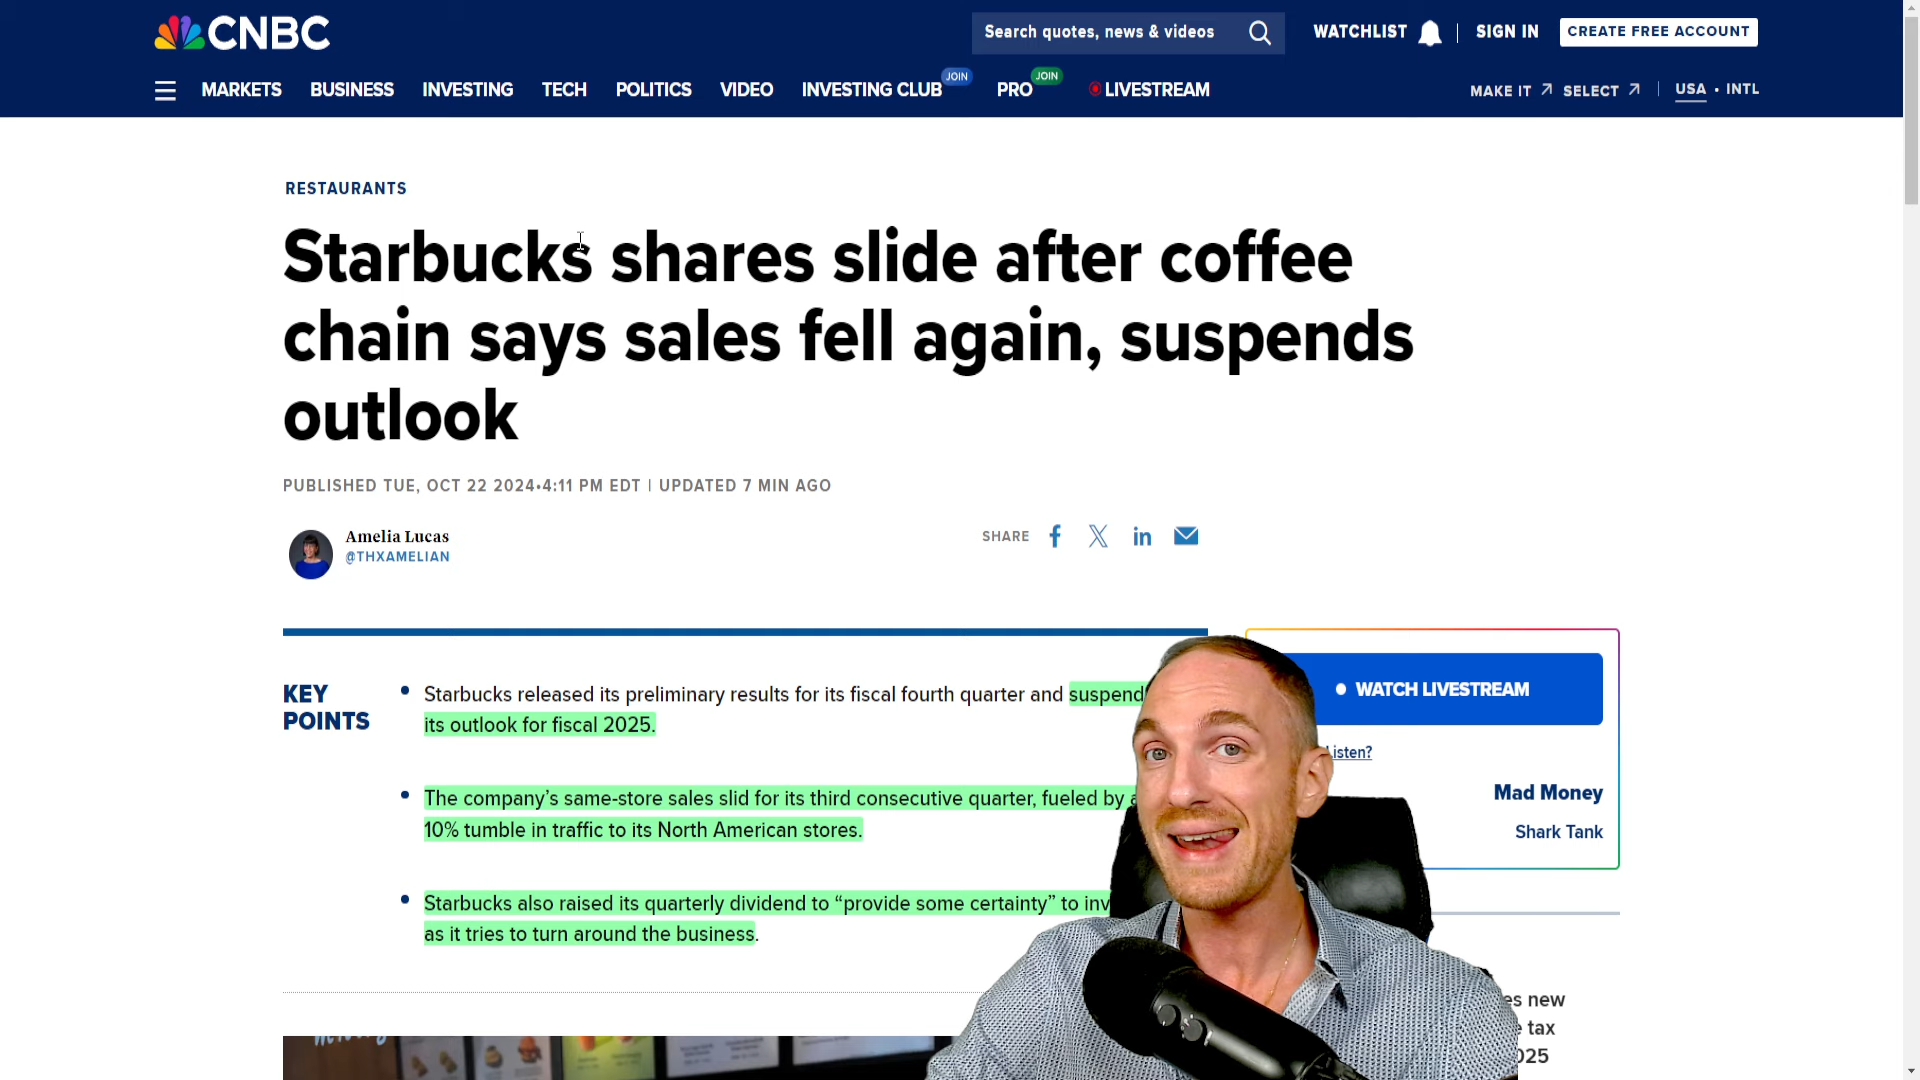 CNBC
Search quotes, news & videos
WATCHLIST
SIGN IN
CREATE FREE ACCOUNT
MARKETS
BUSINESS
INVESTING
TECH
POLITICS
VIDEO
INVESTING CLUB
JOIN
PRO
JOIN
LIVESTREAM
MAKE IT
SELECT
USA • INTL
RESTAURANTS
Starbucks shares slide after coffee
chain says sales fell again, suspends
outlook
PUBLISHED TUE, OCT 22 2024•4:11 PM EDT | UPDATED 7 MIN AGO
Amelia Lucas
@THXAMELIAN
SHARE
KEY
POINTS
Starbucks released its preliminary results for its fiscal fourth quarter and suspend
its outlook for fiscal 2025.
The company’s same-store sales slid for its third consecutive quarter, fueled by a
10% tumble in traffic to its North American stores.
Starbucks also raised its quarterly dividend to “provide some certainty” to inv
as it tries to turn around the business.
WATCH LIVESTREAM
Listen?
Mad Money
Shark Tank
new
tax